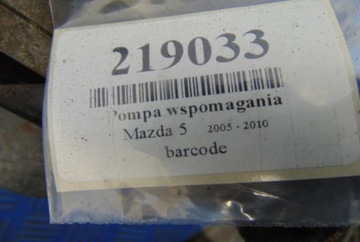 219033
Pompa wspomagania
Mazda 5 2005 - 2010
barcode